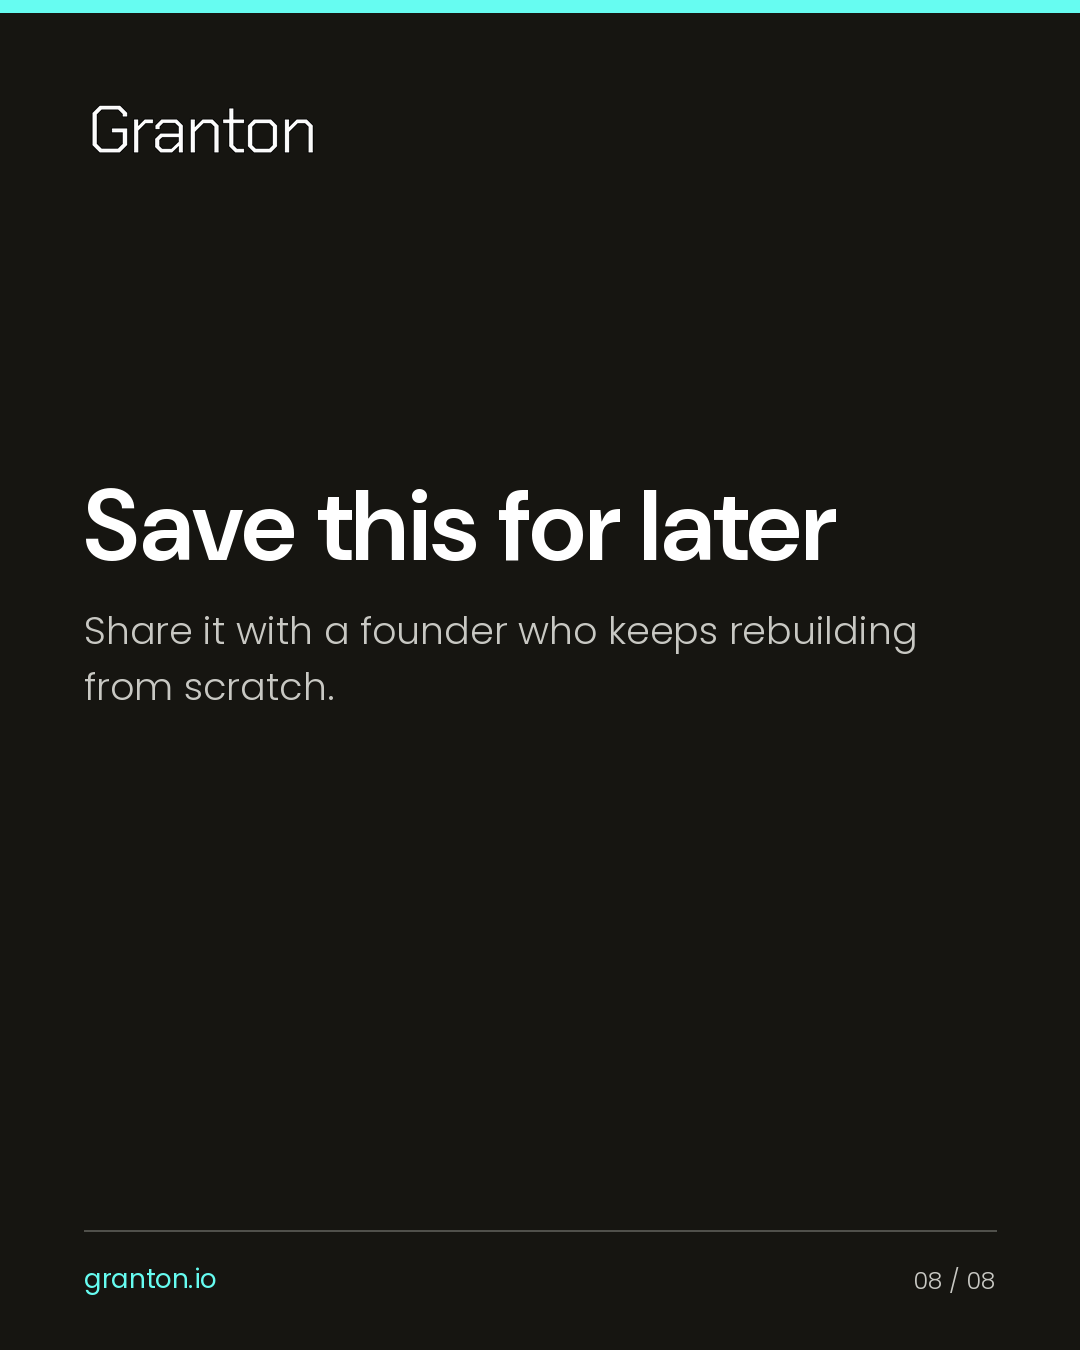 Granton
Save this for later
Share it with a founder who keeps rebuilding
from scratch.
granton.io
08 / 08